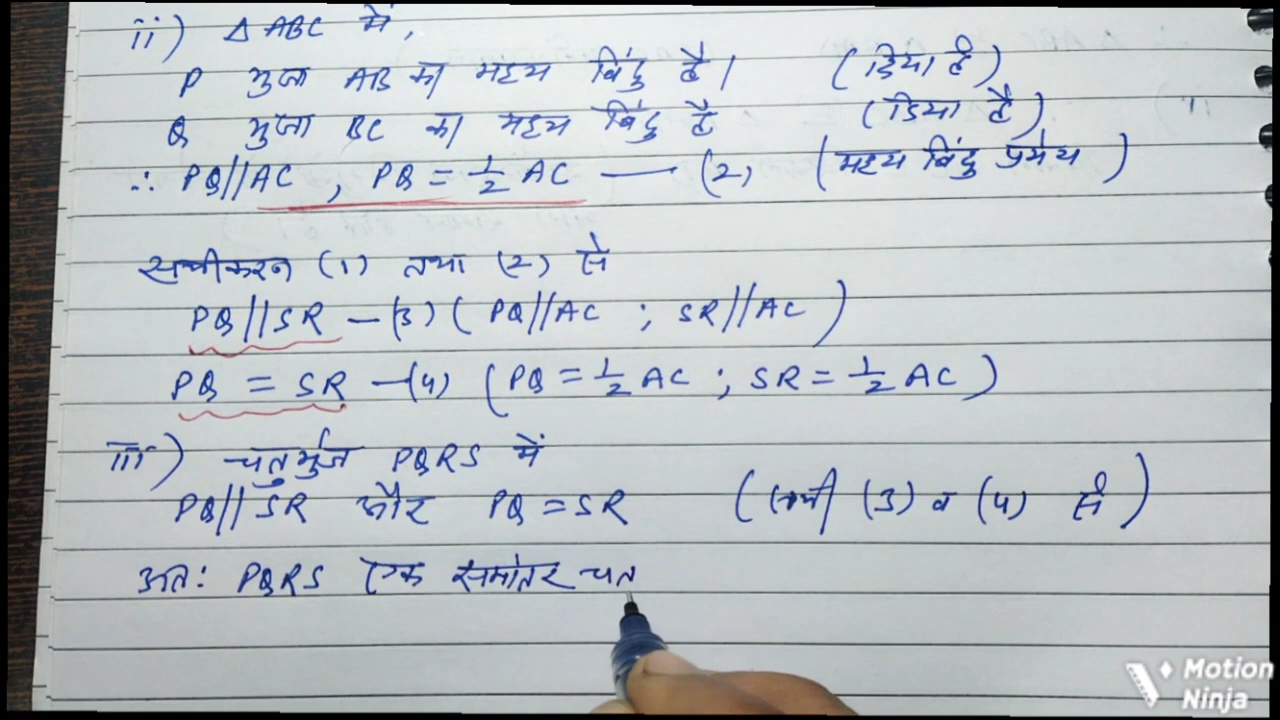 ii) △ABC में,
P भुजा AB का मध्य बिंदु है। (दिया है)
Q भुजा BC का मध्य बिंदु है (दिया है)
∴ PQ//AC , PQ = 1/2 AC — (2) (मध्य बिंदु प्रमेय)
समीकरन (1) तथा (2) से
PQ//SR — (3) ( PQ//AC ; SR//AC )
PQ = SR — (4) ( PQ = 1/2 AC ; SR = 1/2 AC )
iii) चतुर्भुज PQRS में
PQ//SR और PQ = SR (समी (3) व (4) से)
अतः PQRS एक समांतर चत
Motion
Ninja